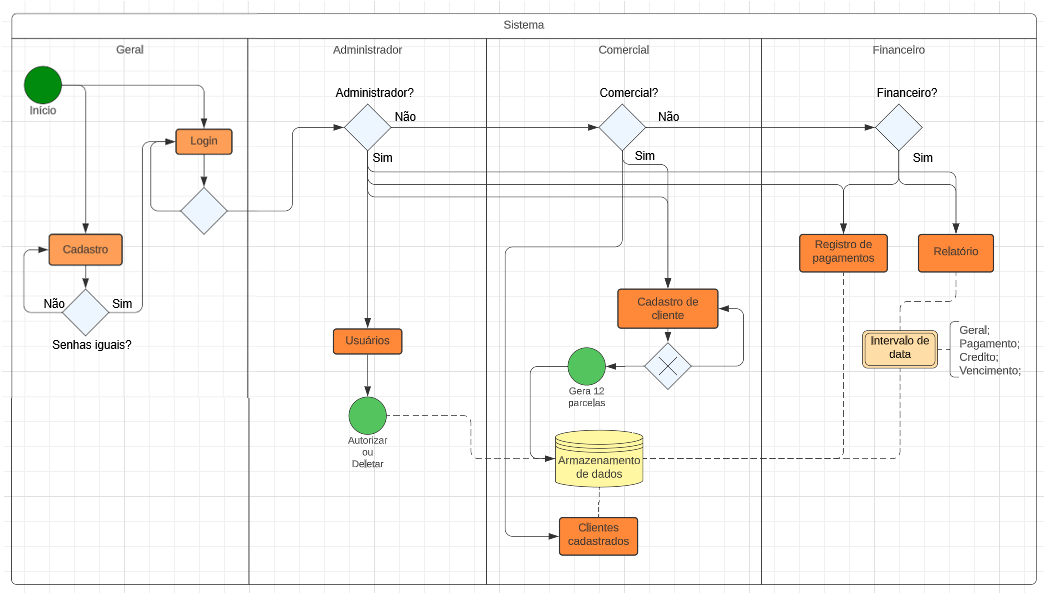 Sistema
Geral
Administrador
Comercial
Financeiro
Início
Login
Cadastro
Não
Sim
Senhas iguais?
Administrador?
Não
Sim
Usuários
Autorizar
ou
Deletar
Comercial?
Não
Sim
Cadastro de
cliente
Gera 12
parcelas
Armazenamento
de dados
Clientes
cadastrados
Financeiro?
Sim
Registro de
pagamentos
Relatório
Intervalo de
data
Geral;
Pagamento;
Credito;
Vencimento;